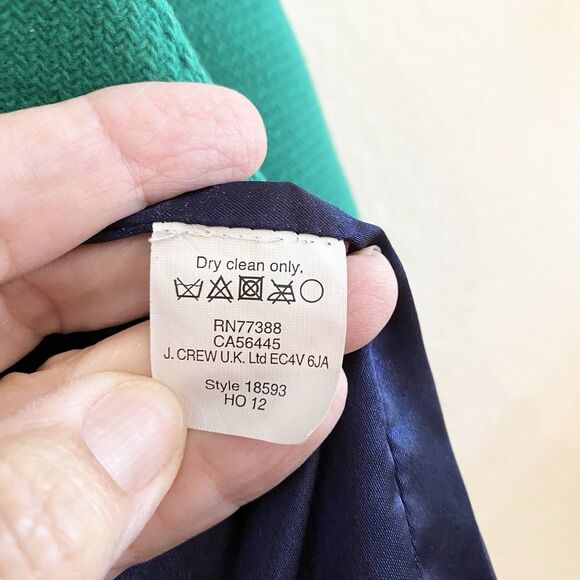 Dry clean only.
RN77388
CA56445
J. CREW U.K. Ltd EC4V 6JA
Style 18593
HO 12